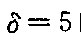 δ = 5